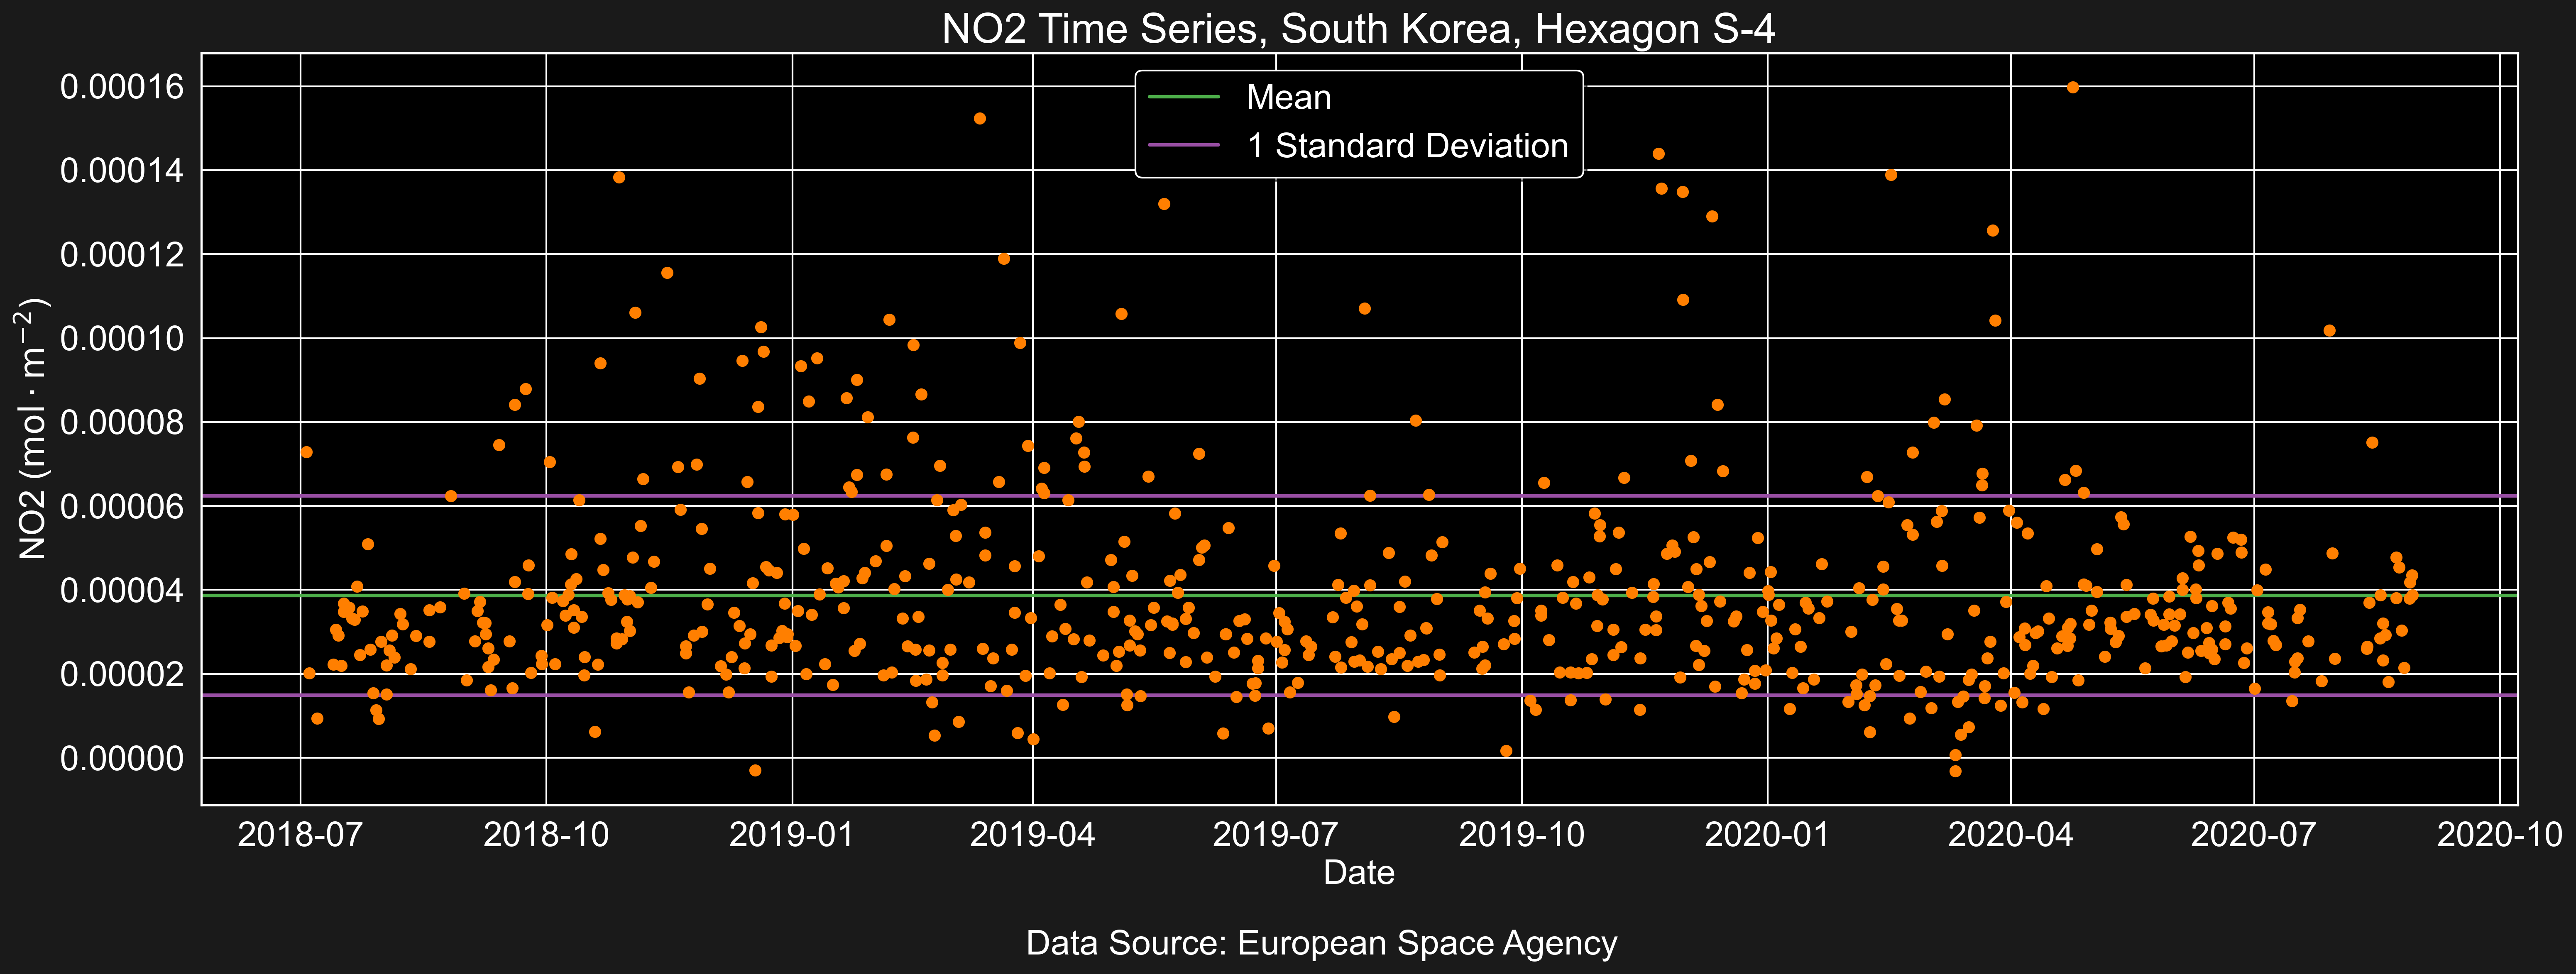 NO2 Time Series, South Korea, Hexagon S-4
Mean
1 Standard Deviation
NO2 (mol · m⁻²)
0.00016
0.00014
0.00012
0.00010
0.00008
0.00006
0.00004
0.00002
0.00000
2018-07 2018-10 2019-01 2019-04 2019-07 2019-10 2020-01 2020-04 2020-07 2020-10
Date
Data Source: European Space Agency